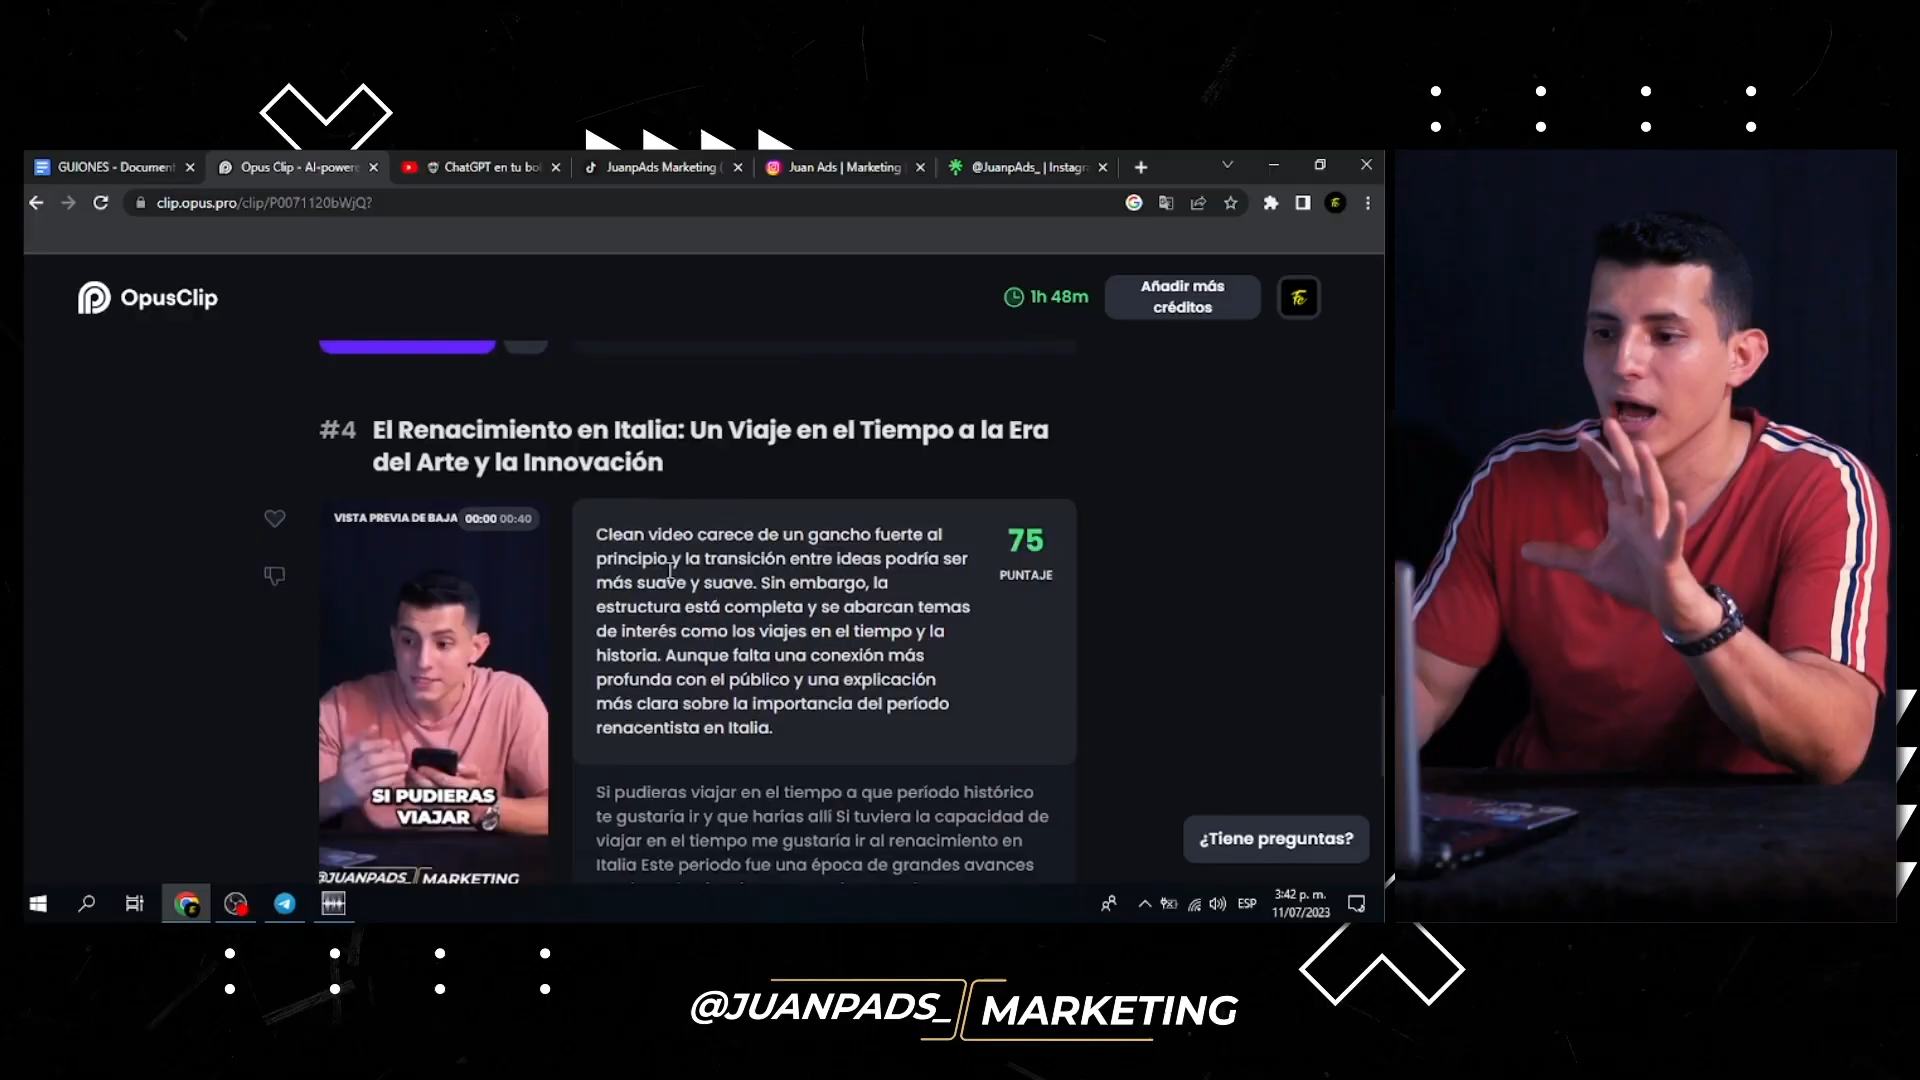 GUIONES - Document
Opus Clip - AI-powere
ChatGPT en tu bol
JuanpAds Marketing (
Juan Ads | Marketing
@JuanpAds_ | Instagr
clip.opus.pro/clip/P0071120bWjQ?
OpusClip
1h 48m
Añadir más
créditos
#4 El Renacimiento en Italia: Un Viaje en el Tiempo a la Era
del Arte y la Innovación
VISTA PREVIA DE BAJA 00:00 00:40
SI PUDIERAS
VIAJAR
@JUANPADS_ MARKETING
Clean video carece de un gancho fuerte al
principio y la transición entre ideas podría ser
más suave y suave. Sin embargo, la
estructura está completa y se abarcan temas
de interés como los viajes en el tiempo y la
historia. Aunque falta una conexión más
profunda con el público y una explicación
más clara sobre la importancia del período
renacentista en Italia.
75
PUNTAJE
Si pudieras viajar en el tiempo a que período histórico
te gustaría ir y que harías allí Si tuviera la capacidad de
viajar en el tiempo me gustaría ir al renacimiento en
Italia Este periodo fue una época de grandes avances
¿Tiene preguntas?
ESP
3:42 p. m.
11/07/2023
@JUANPADS_ MARKETING